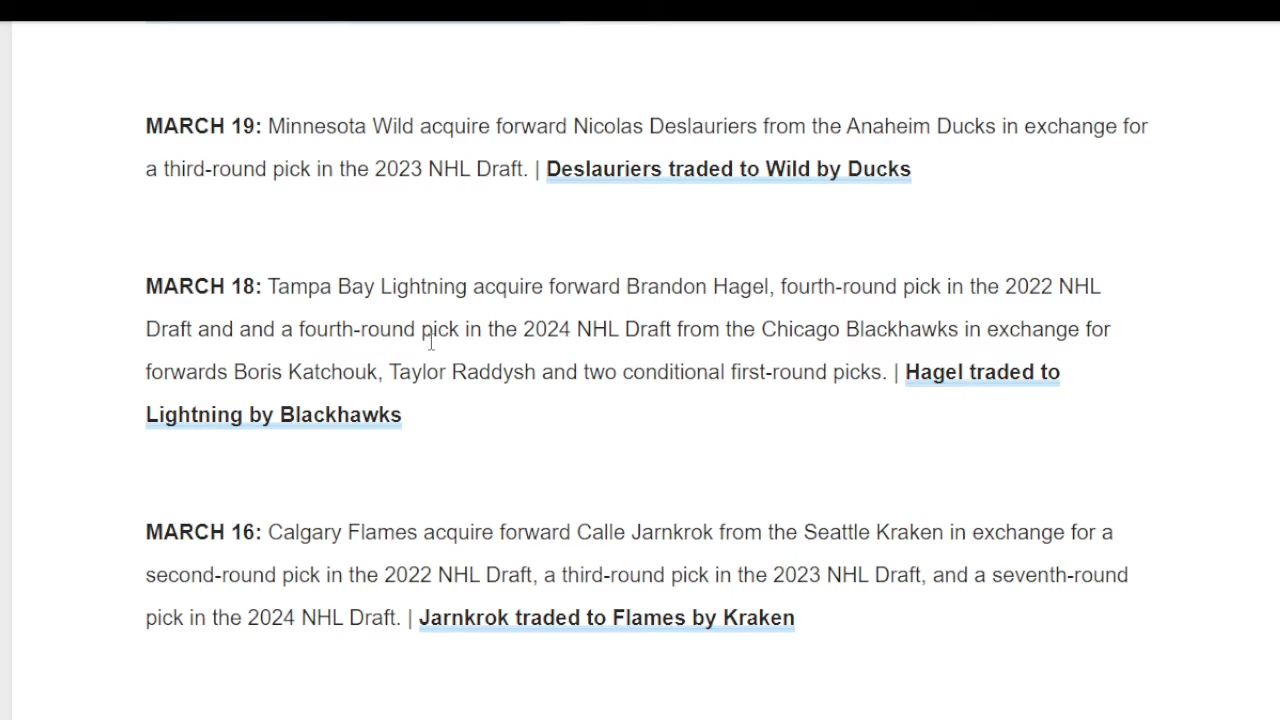 MARCH 19: Minnesota Wild acquire forward Nicolas Deslauriers from the Anaheim Ducks in exchange for
a third-round pick in the 2023 NHL Draft. | Deslauriers traded to Wild by Ducks
MARCH 18: Tampa Bay Lightning acquire forward Brandon Hagel, fourth-round pick in the 2022 NHL
Draft and and a fourth-round pick in the 2024 NHL Draft from the Chicago Blackhawks in exchange for
forwards Boris Katchouk, Taylor Raddysh and two conditional first-round picks. | Hagel traded to
Lightning by Blackhawks
MARCH 16: Calgary Flames acquire forward Calle Jarnkrok from the Seattle Kraken in exchange for a
second-round pick in the 2022 NHL Draft, a third-round pick in the 2023 NHL Draft, and a seventh-round
pick in the 2024 NHL Draft. | Jarnkrok traded to Flames by Kraken